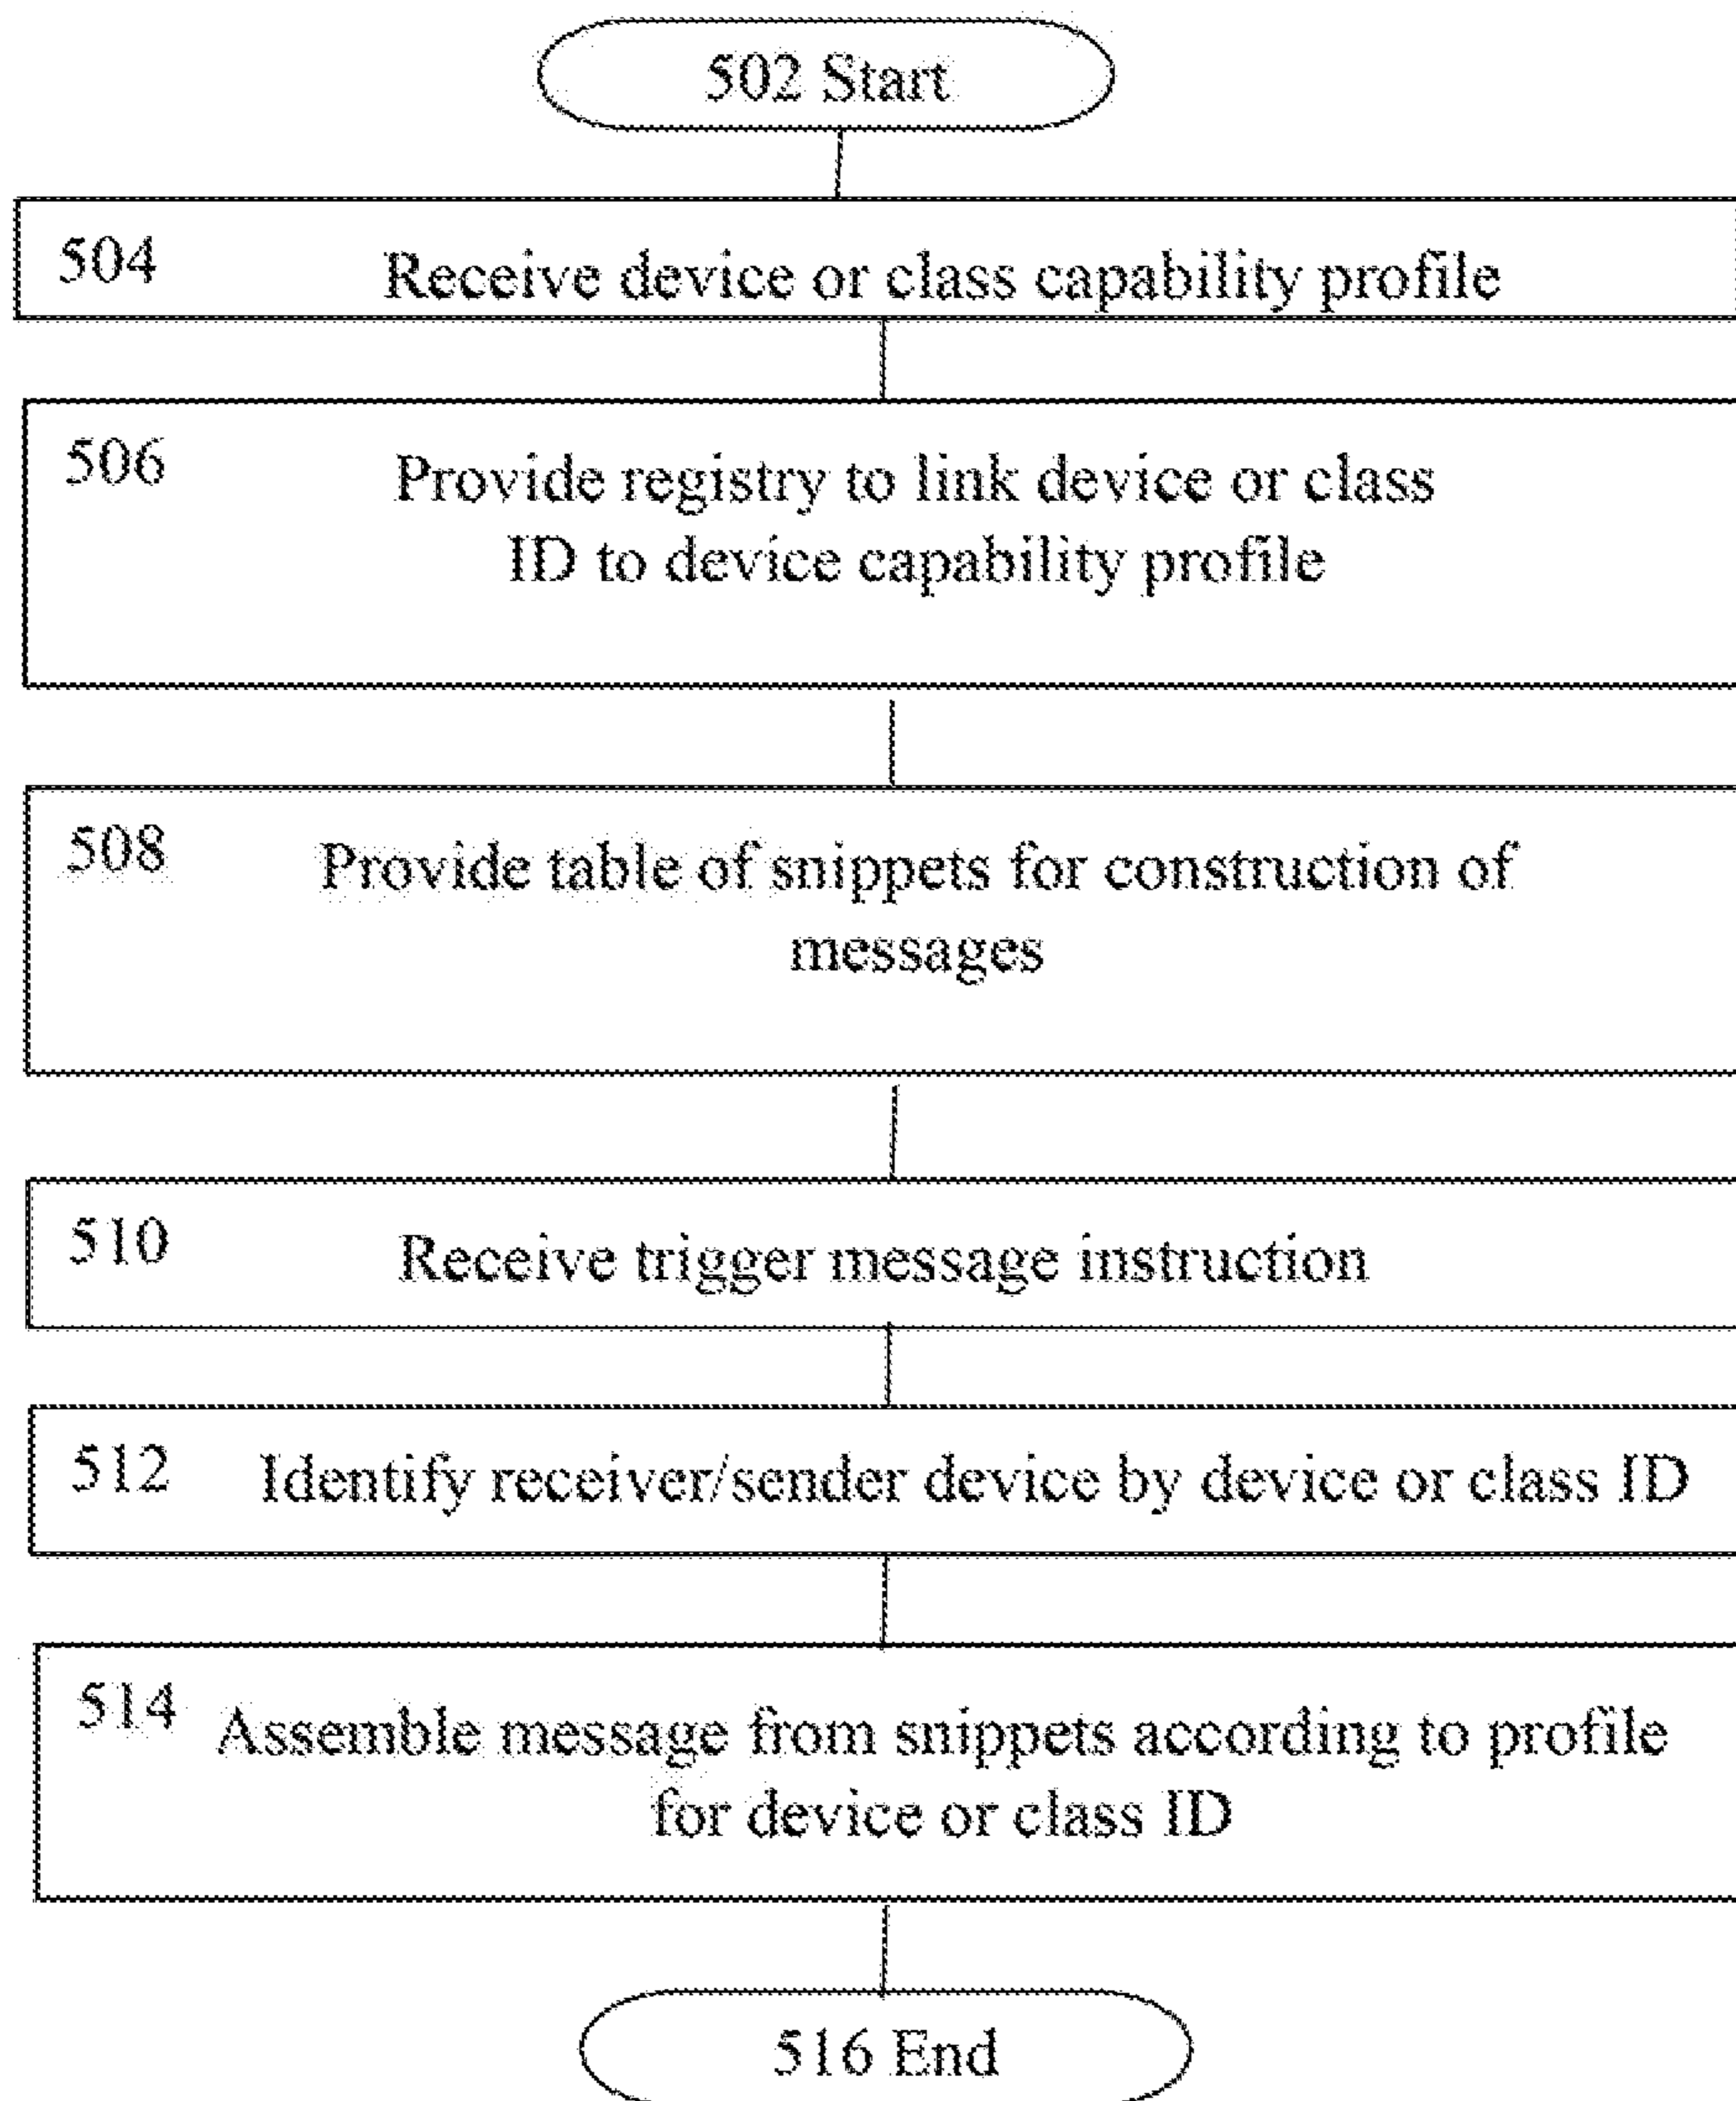 502 Start
504 Receive device or class capability profile
506 Provide registry to link device or class
ID to device capability profile
508 Provide table of snippets for construction of
messages
510 Receive trigger message instruction
512 Identify receiver/sender device by device or class ID
514 Assemble message from snippets according to profile
for device or class ID
516 End